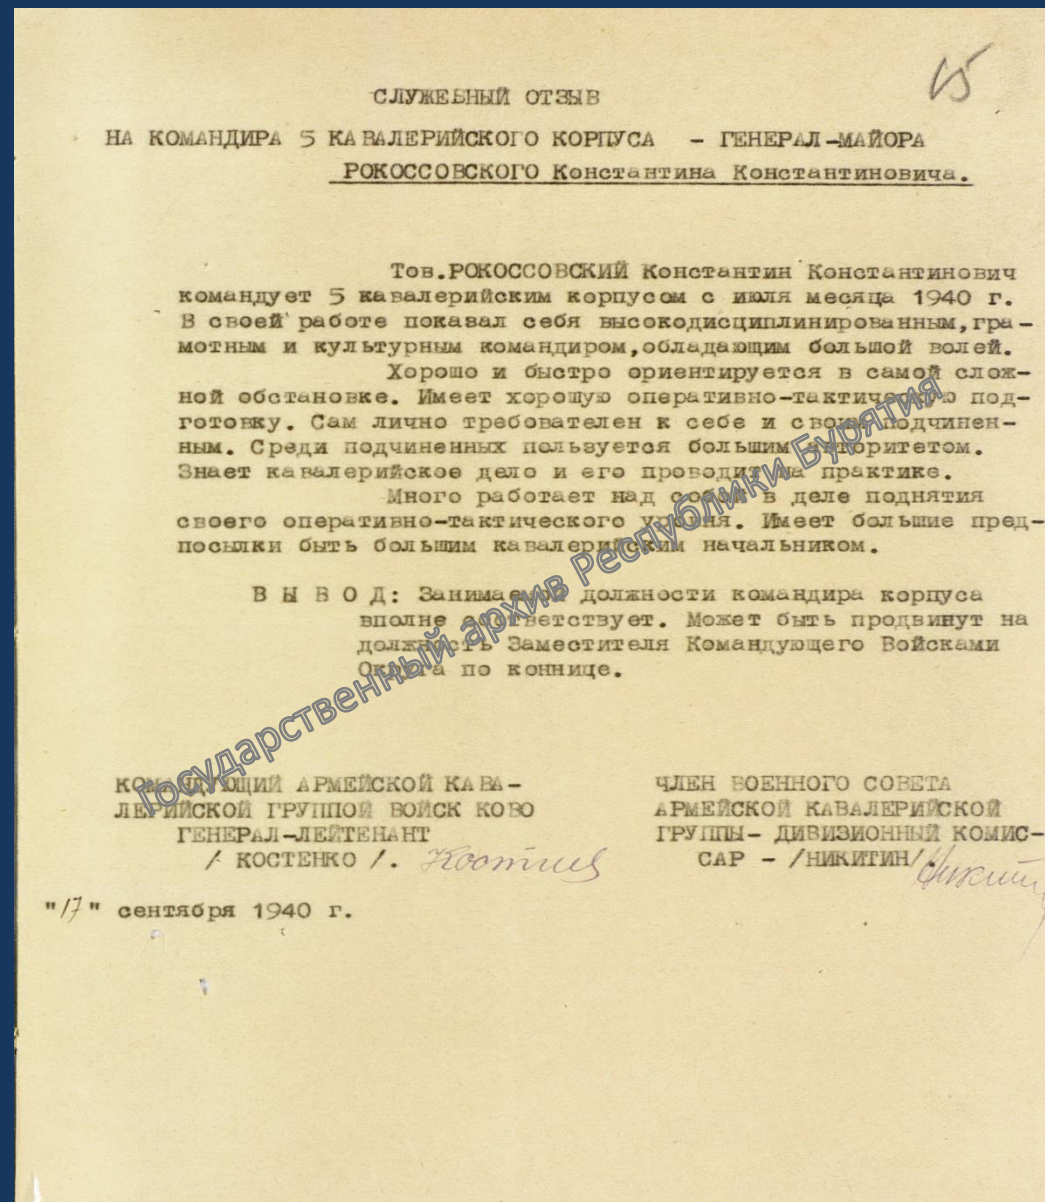 15
СЛУЖЕБНЫЙ ОТЗЫВ
НА КОМАНДИРА 5 КАВАЛЕРИЙСКОГО КОРПУСА – ГЕНЕРАЛ-МАЙОРА
РОКОССОВСКОГО Константина Константиновича.
Тов.РОКОССОВСКИЙ Константин Константинович
командует 5 кавалерийским корпусом с июля месяца 1940 г.
В своей работе показал себя высокодисциплинированным,гра-
мотным и культурным командиром,обладающим большой волей.
Хорошо и быстро ориентируется в самой слож-
ной обстановке. Имеет хорошую оперативно-тактическую под-
готовку. Сам лично требователен к себе и своим подчинен-
ным. Среди подчиненных пользуется большим авторитетом.
Знает кавалерийское дело и его проводит на практике.
Много работает над собой в деле поднятия
своего оперативно-тактического уровня. Имеет большие пред-
посылки быть большим кавалерийским начальником.
В Ы В О Д: Занимаемой должности командира корпуса
вполне соответствует. Может быть продвинут на
должность Заместителя Командующего Войсками
Округа по коннице.
Государственный архив Республики Бурятия
КОМАНДУЮЩИЙ АРМЕЙСКОЙ КАВА-
ЛЕРИЙСКОЙ ГРУППОЙ ВОЙСК КОВО
ГЕНЕРАЛ-ЛЕЙТЕНАНТ
/ КОСТЕНКО /.
ЧЛЕН ВОЕННОГО СОВЕТА
АРМЕЙСКОЙ КАВАЛЕРИЙСКОЙ
ГРУППЫ- ДИВИЗИОННЫЙ КОМИС-
САР - /НИКИТИН/.
"17" сентября 1940 г.